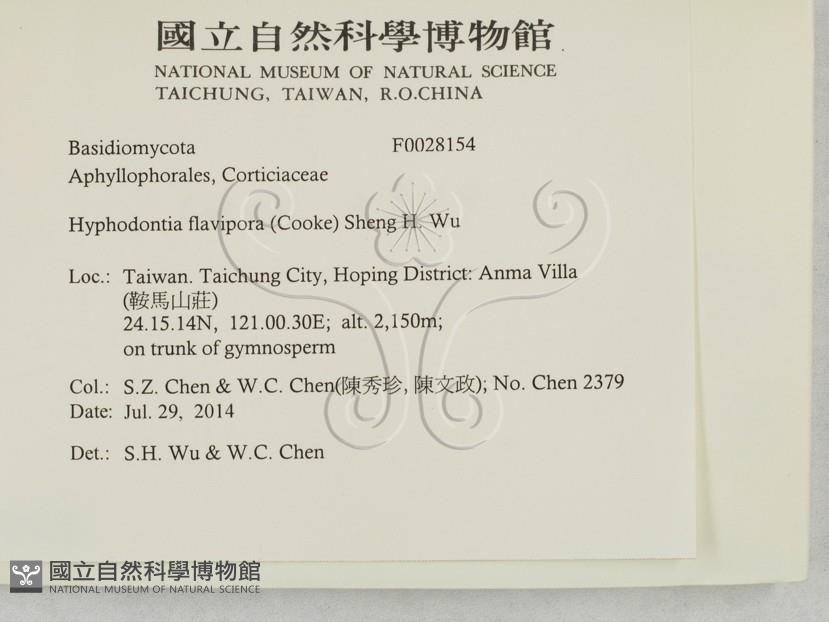 國立自然科學博物館
NATIONAL MUSEUM OF NATURAL SCIENCE
TAICHUNG, TAIWAN, R.O.CHINA
Basidiomycota F0028154
Aphyllophorales, Corticiaceae
Hyphodontia flavipora (Cooke) Sheng H. Wu
Loc.: Taiwan. Taichung City, Hoping District: Anma Villa
(鞍馬山莊)
24.15.14N, 121.00.30E; alt. 2,150m;
on trunk of gymnosperm
Col.: S.Z. Chen & W.C. Chen(陳秀珍, 陳文政); No. Chen 2379
Date: Jul. 29, 2014
Det.: S.H. Wu & W.C. Chen
國立自然科學博物館
NATIONAL MUSEUM OF NATURAL SCIENCE